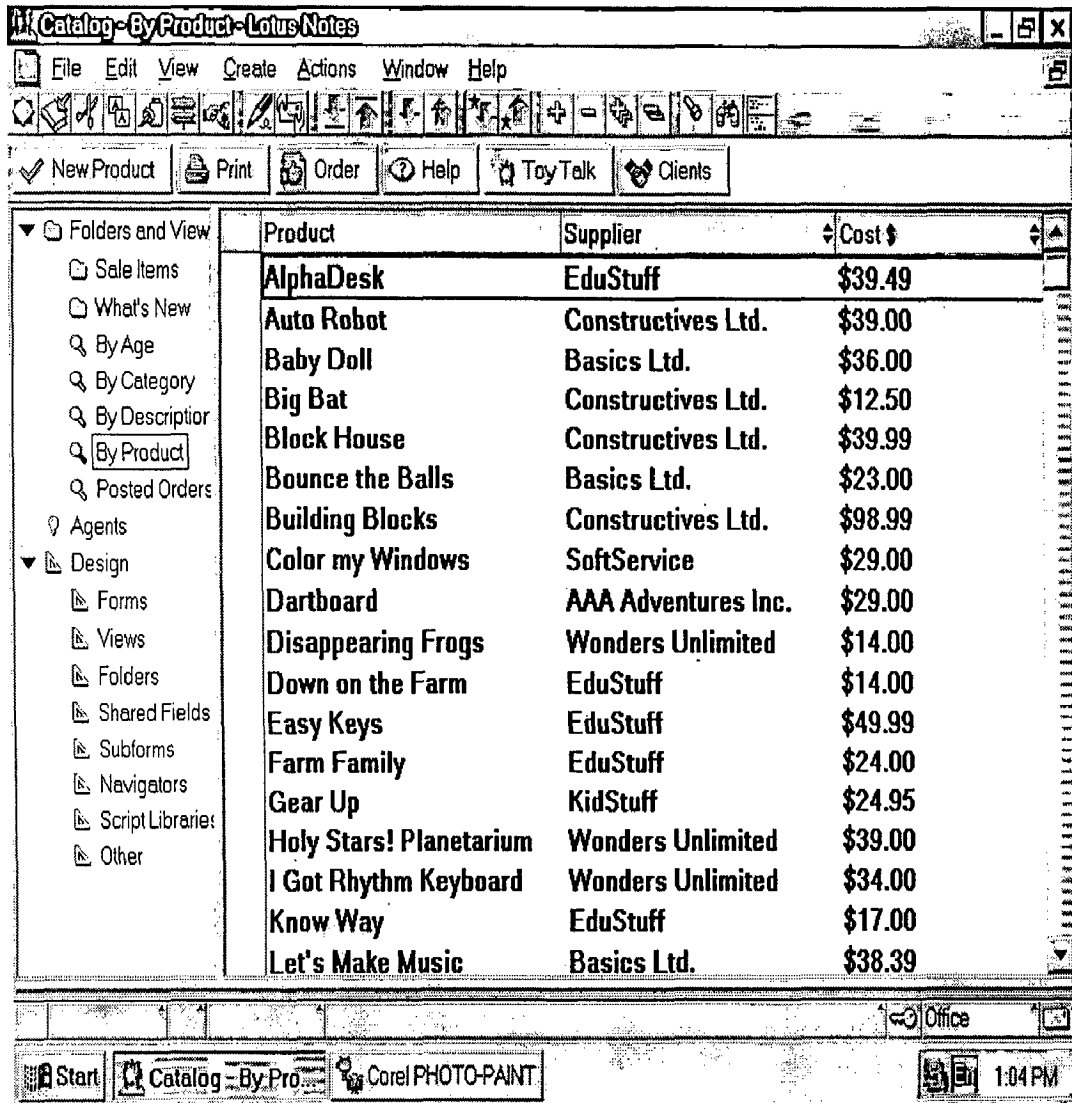 Catalog - By Product - Lotus Notes
File Edit View Create Actions Window Help
New Product Print Order Help Toy Talk Clients
Folders and View
Sale Items
What's New
By Age
By Category
By Description
By Product
Posted Orders
Agents
Design
Forms
Views
Folders
Shared Fields
Subforms
Navigators
Script Libraries
Other
Product Supplier Cost $
AlphaDesk EduStuff $39.49
Auto Robot Constructives Ltd. $39.00
Baby Doll Basics Ltd. $36.00
Big Bat Constructives Ltd. $12.50
Block House Constructives Ltd. $39.99
Bounce the Balls Basics Ltd. $23.00
Building Blocks Constructives Ltd. $98.99
Color my Windows SoftService $29.00
Dartboard AAA Adventures Inc. $29.00
Disappearing Frogs Wonders Unlimited $14.00
Down on the Farm EduStuff $14.00
Easy Keys EduStuff $49.99
Farm Family EduStuff $24.00
Gear Up KidStuff $24.95
Holy Stars! Planetarium Wonders Unlimited $39.00
I Got Rhythm Keyboard Wonders Unlimited $34.00
Know Way EduStuff $17.00
Let's Make Music Basics Ltd. $38.39
Office
Start Catalog - By Pro... Corel PHOTO-PAINT En 1:04 PM